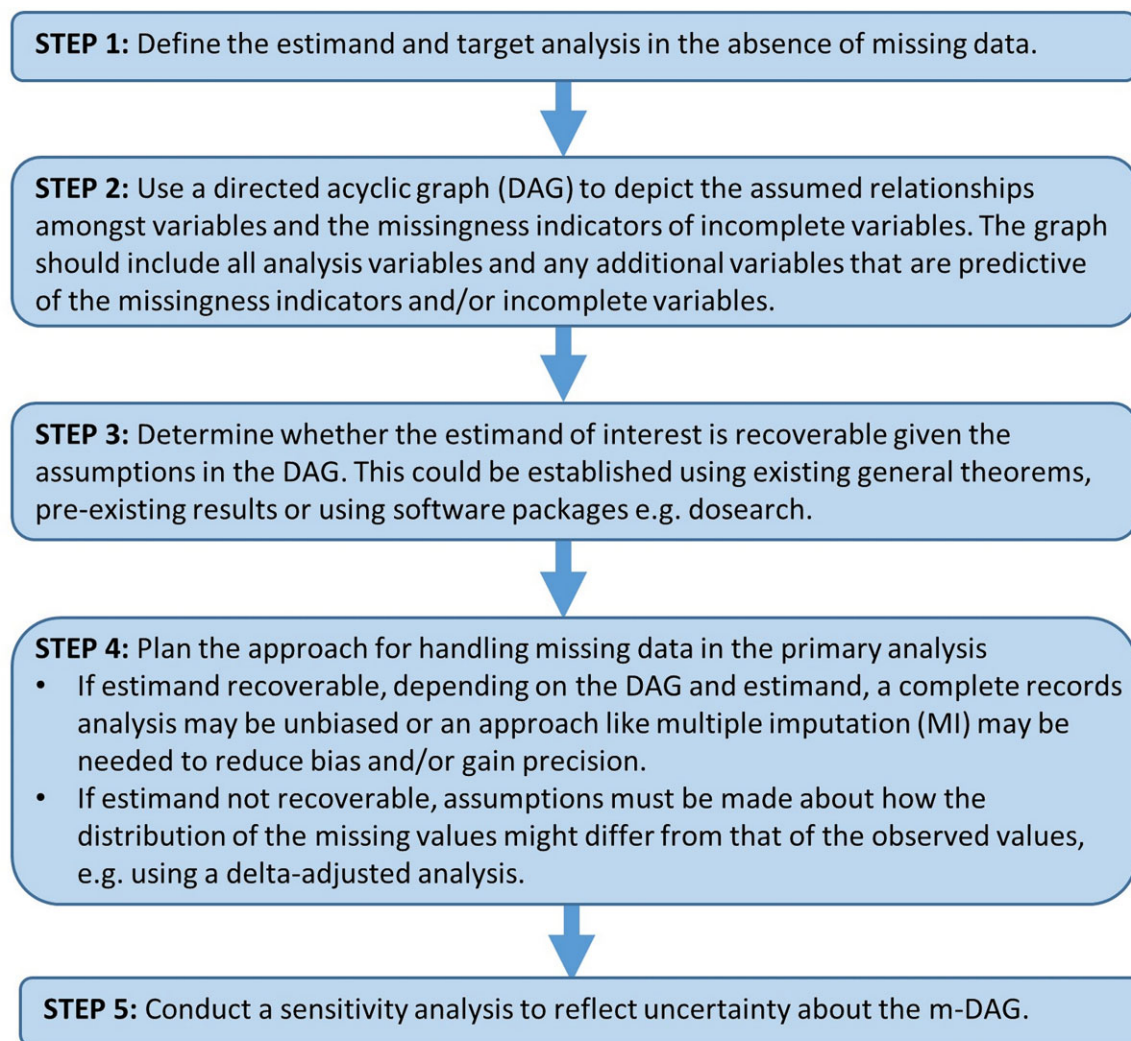 STEP 1: Define the estimand and target analysis in the absence of missing data.
STEP 2: Use a directed acyclic graph (DAG) to depict the assumed relationships
amongst variables and the missingness indicators of incomplete variables. The graph
should include all analysis variables and any additional variables that are predictive
of the missingness indicators and/or incomplete variables.
STEP 3: Determine whether the estimand of interest is recoverable given the
assumptions in the DAG. This could be established using existing general theorems,
pre-existing results or using software packages e.g. dosearch.
STEP 4: Plan the approach for handling missing data in the primary analysis
• If estimand recoverable, depending on the DAG and estimand, a complete records
analysis may be unbiased or an approach like multiple imputation (MI) may be
needed to reduce bias and/or gain precision.
• If estimand not recoverable, assumptions must be made about how the
distribution of the missing values might differ from that of the observed values,
e.g. using a delta-adjusted analysis.
STEP 5: Conduct a sensitivity analysis to reflect uncertainty about the m-DAG.